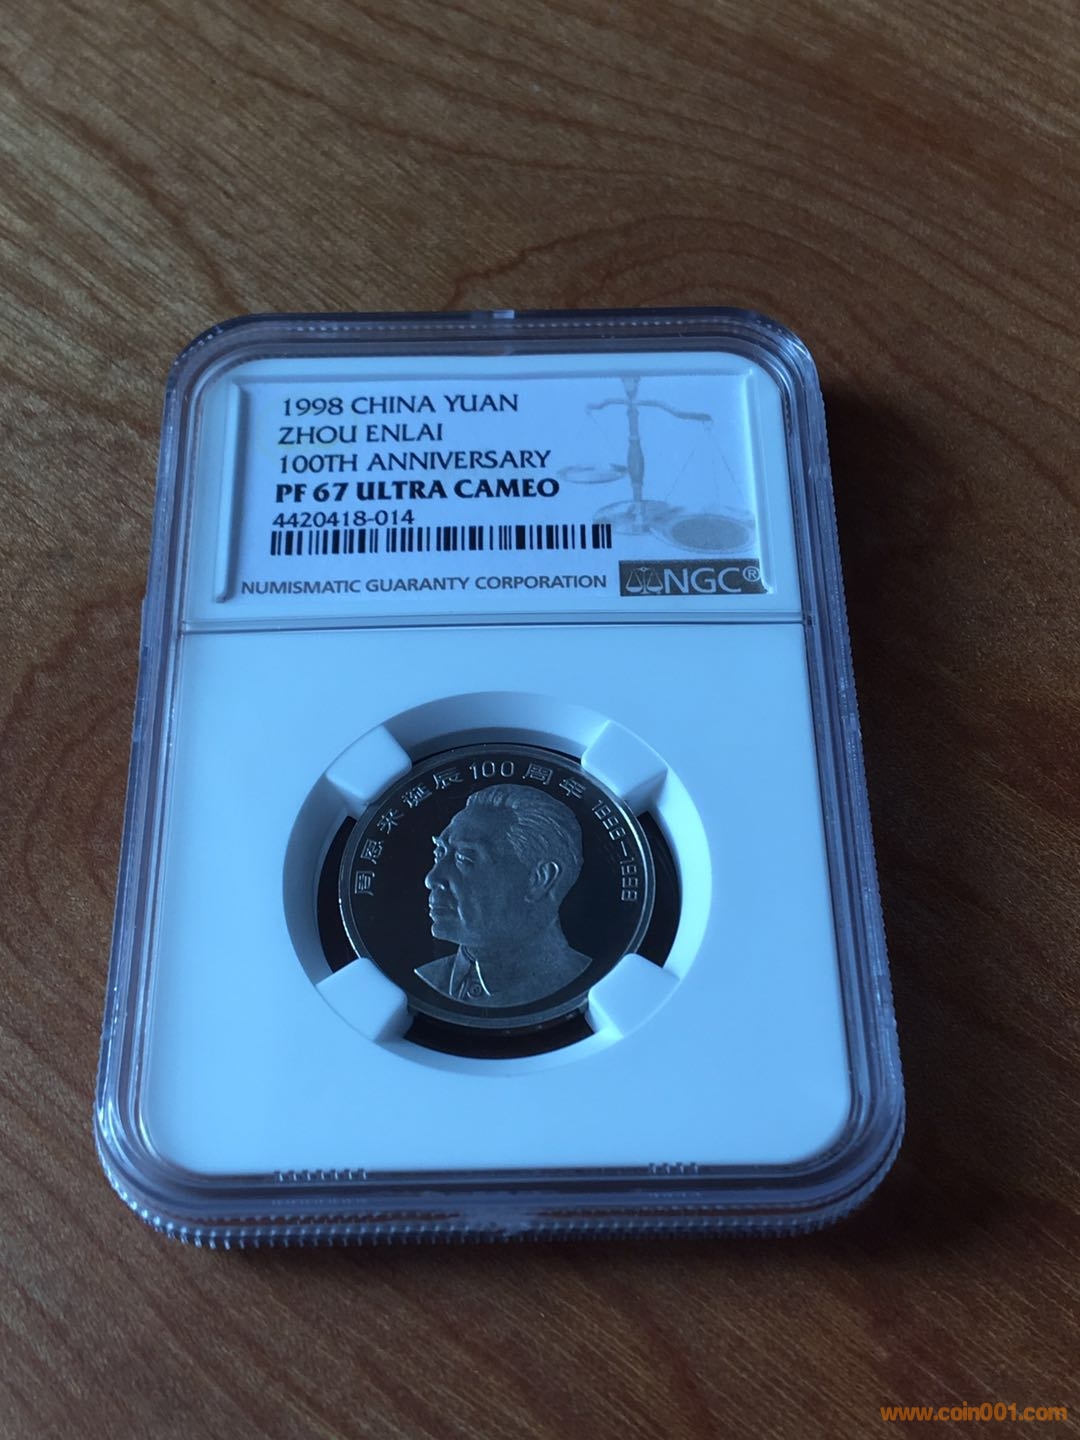 1998 CHINA YUAN
ZHOU ENLAI
100TH ANNIVERSARY
PF 67 ULTRA CAMEO
4420418-014
NUMISMATIC GUARANTY CORPORATION
NGC®
周恩来诞辰100周年 1898-1998
www.coin001.com